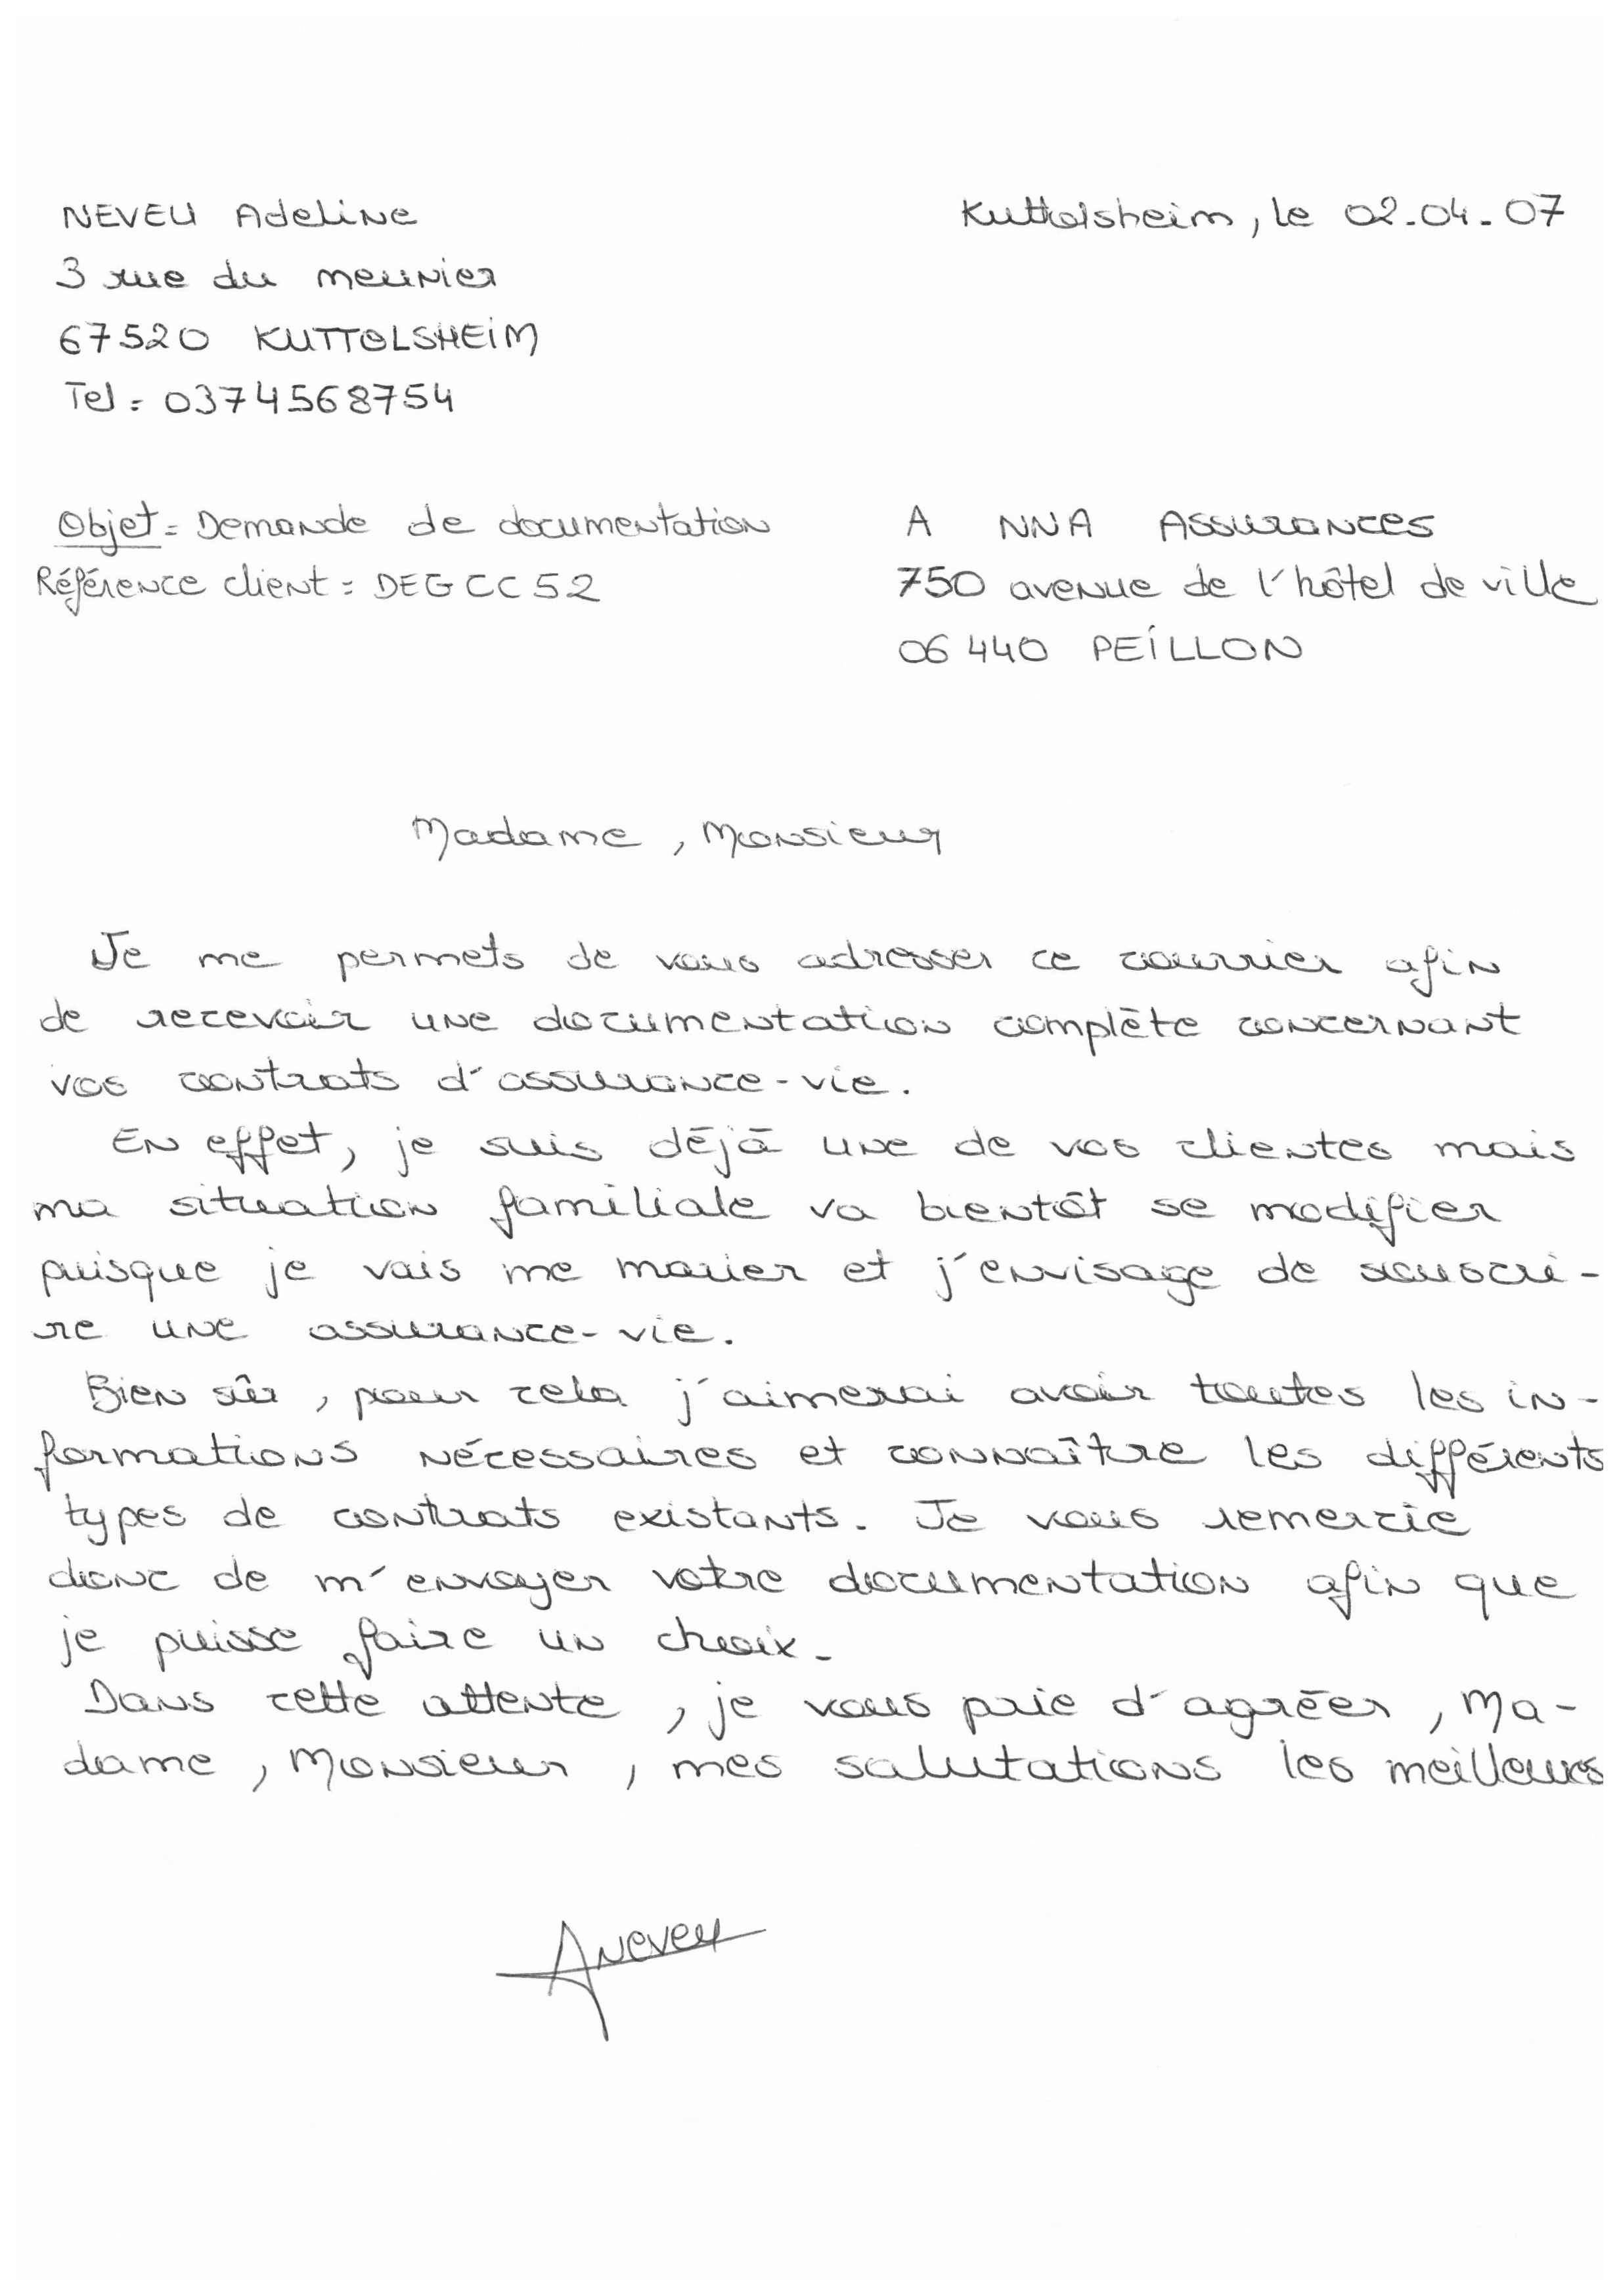 NEVEU Adeline
Kuttolsheim, le 02-04-07
3 rue du meunier
67520 KUTTOLSHEIM
Tel : 0374568754
Objet : Demande de documentation
Référence client : DEGCC52
A NNA Assurances
750 avenue de l'hôtel de ville
06440 PEILLON
Madame, Monsieur
Je me permets de vous adresser ce courrier afin
de recevoir une documentation complète concernant
vos contrats d'assurance-vie.
En effet, je suis déjà une de vos clientes mais
ma situation familiale va bientôt se modifier
puisque je vais me marier et j'envisage de souscri-
re une assurance-vie.
Bien sûr, pour cela j'aimerai avoir toutes les in-
formations nécessaires et connaître les différents
types de contrats existants. Je vous remercie
donc de m'envoyer votre documentation afin que
je puisse faire un choix.
Dans cette attente, je vous prie d'agréer, Ma-
dame, Monsieur, mes salutations les meilleures
ANeveu